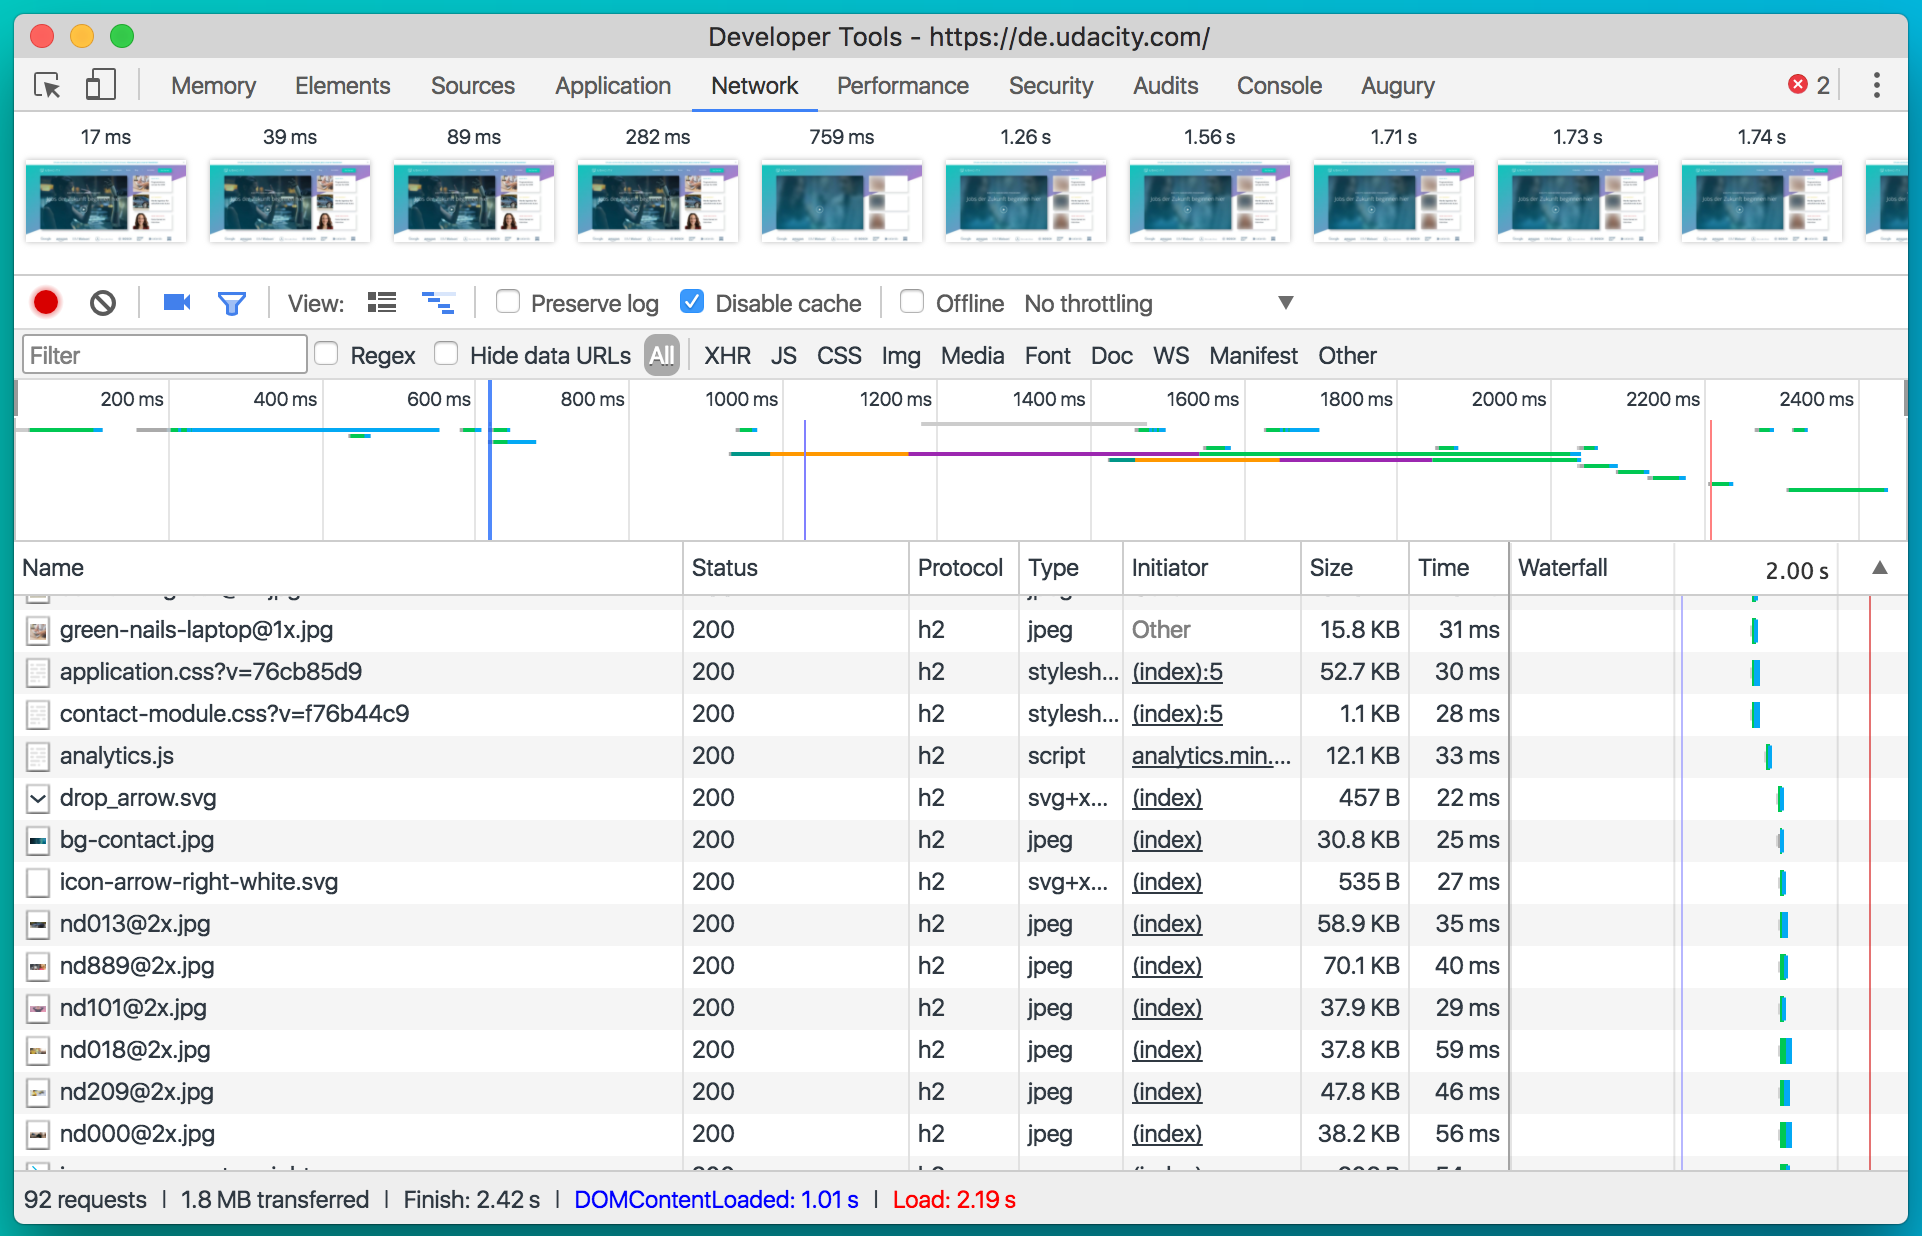 Developer Tools - https://de.udacity.com/
Memory Elements Sources Application Network Performance Security Audits Console Augury 2
17 ms 39 ms 89 ms 282 ms 759 ms 1.26 s 1.56 s 1.71 s 1.73 s 1.74 s
View: Preserve log Disable cache Offline No throttling
Filter Regex Hide data URLs All XHR JS CSS Img Media Font Doc WS Manifest Other
200 ms 400 ms 600 ms 800 ms 1000 ms 1200 ms 1400 ms 1600 ms 1800 ms 2000 ms 2200 ms 2400 ms
Name Status Protocol Type Initiator Size Time Waterfall 2.00 s
green-nails-laptop@1x.jpg 200 h2 jpeg Other 15.8 KB 31 ms
application.css?v=76cb85d9 200 h2 stylesh... (index):5 52.7 KB 30 ms
contact-module.css?v=f76b44c9 200 h2 stylesh... (index):5 1.1 KB 28 ms
analytics.js 200 h2 script analytics.min.... 12.1 KB 33 ms
drop_arrow.svg 200 h2 svg+x... (index) 457 B 22 ms
bg-contact.jpg 200 h2 jpeg (index) 30.8 KB 25 ms
icon-arrow-right-white.svg 200 h2 svg+x... (index) 535 B 27 ms
nd013@2x.jpg 200 h2 jpeg (index) 58.9 KB 35 ms
nd889@2x.jpg 200 h2 jpeg (index) 70.1 KB 40 ms
nd101@2x.jpg 200 h2 jpeg (index) 37.9 KB 29 ms
nd018@2x.jpg 200 h2 jpeg (index) 37.8 KB 59 ms
nd209@2x.jpg 200 h2 jpeg (index) 47.8 KB 46 ms
nd000@2x.jpg 200 h2 jpeg (index) 38.2 KB 56 ms
92 requests | 1.8 MB transferred | Finish: 2.42 s | DOMContentLoaded: 1.01 s | Load: 2.19 s